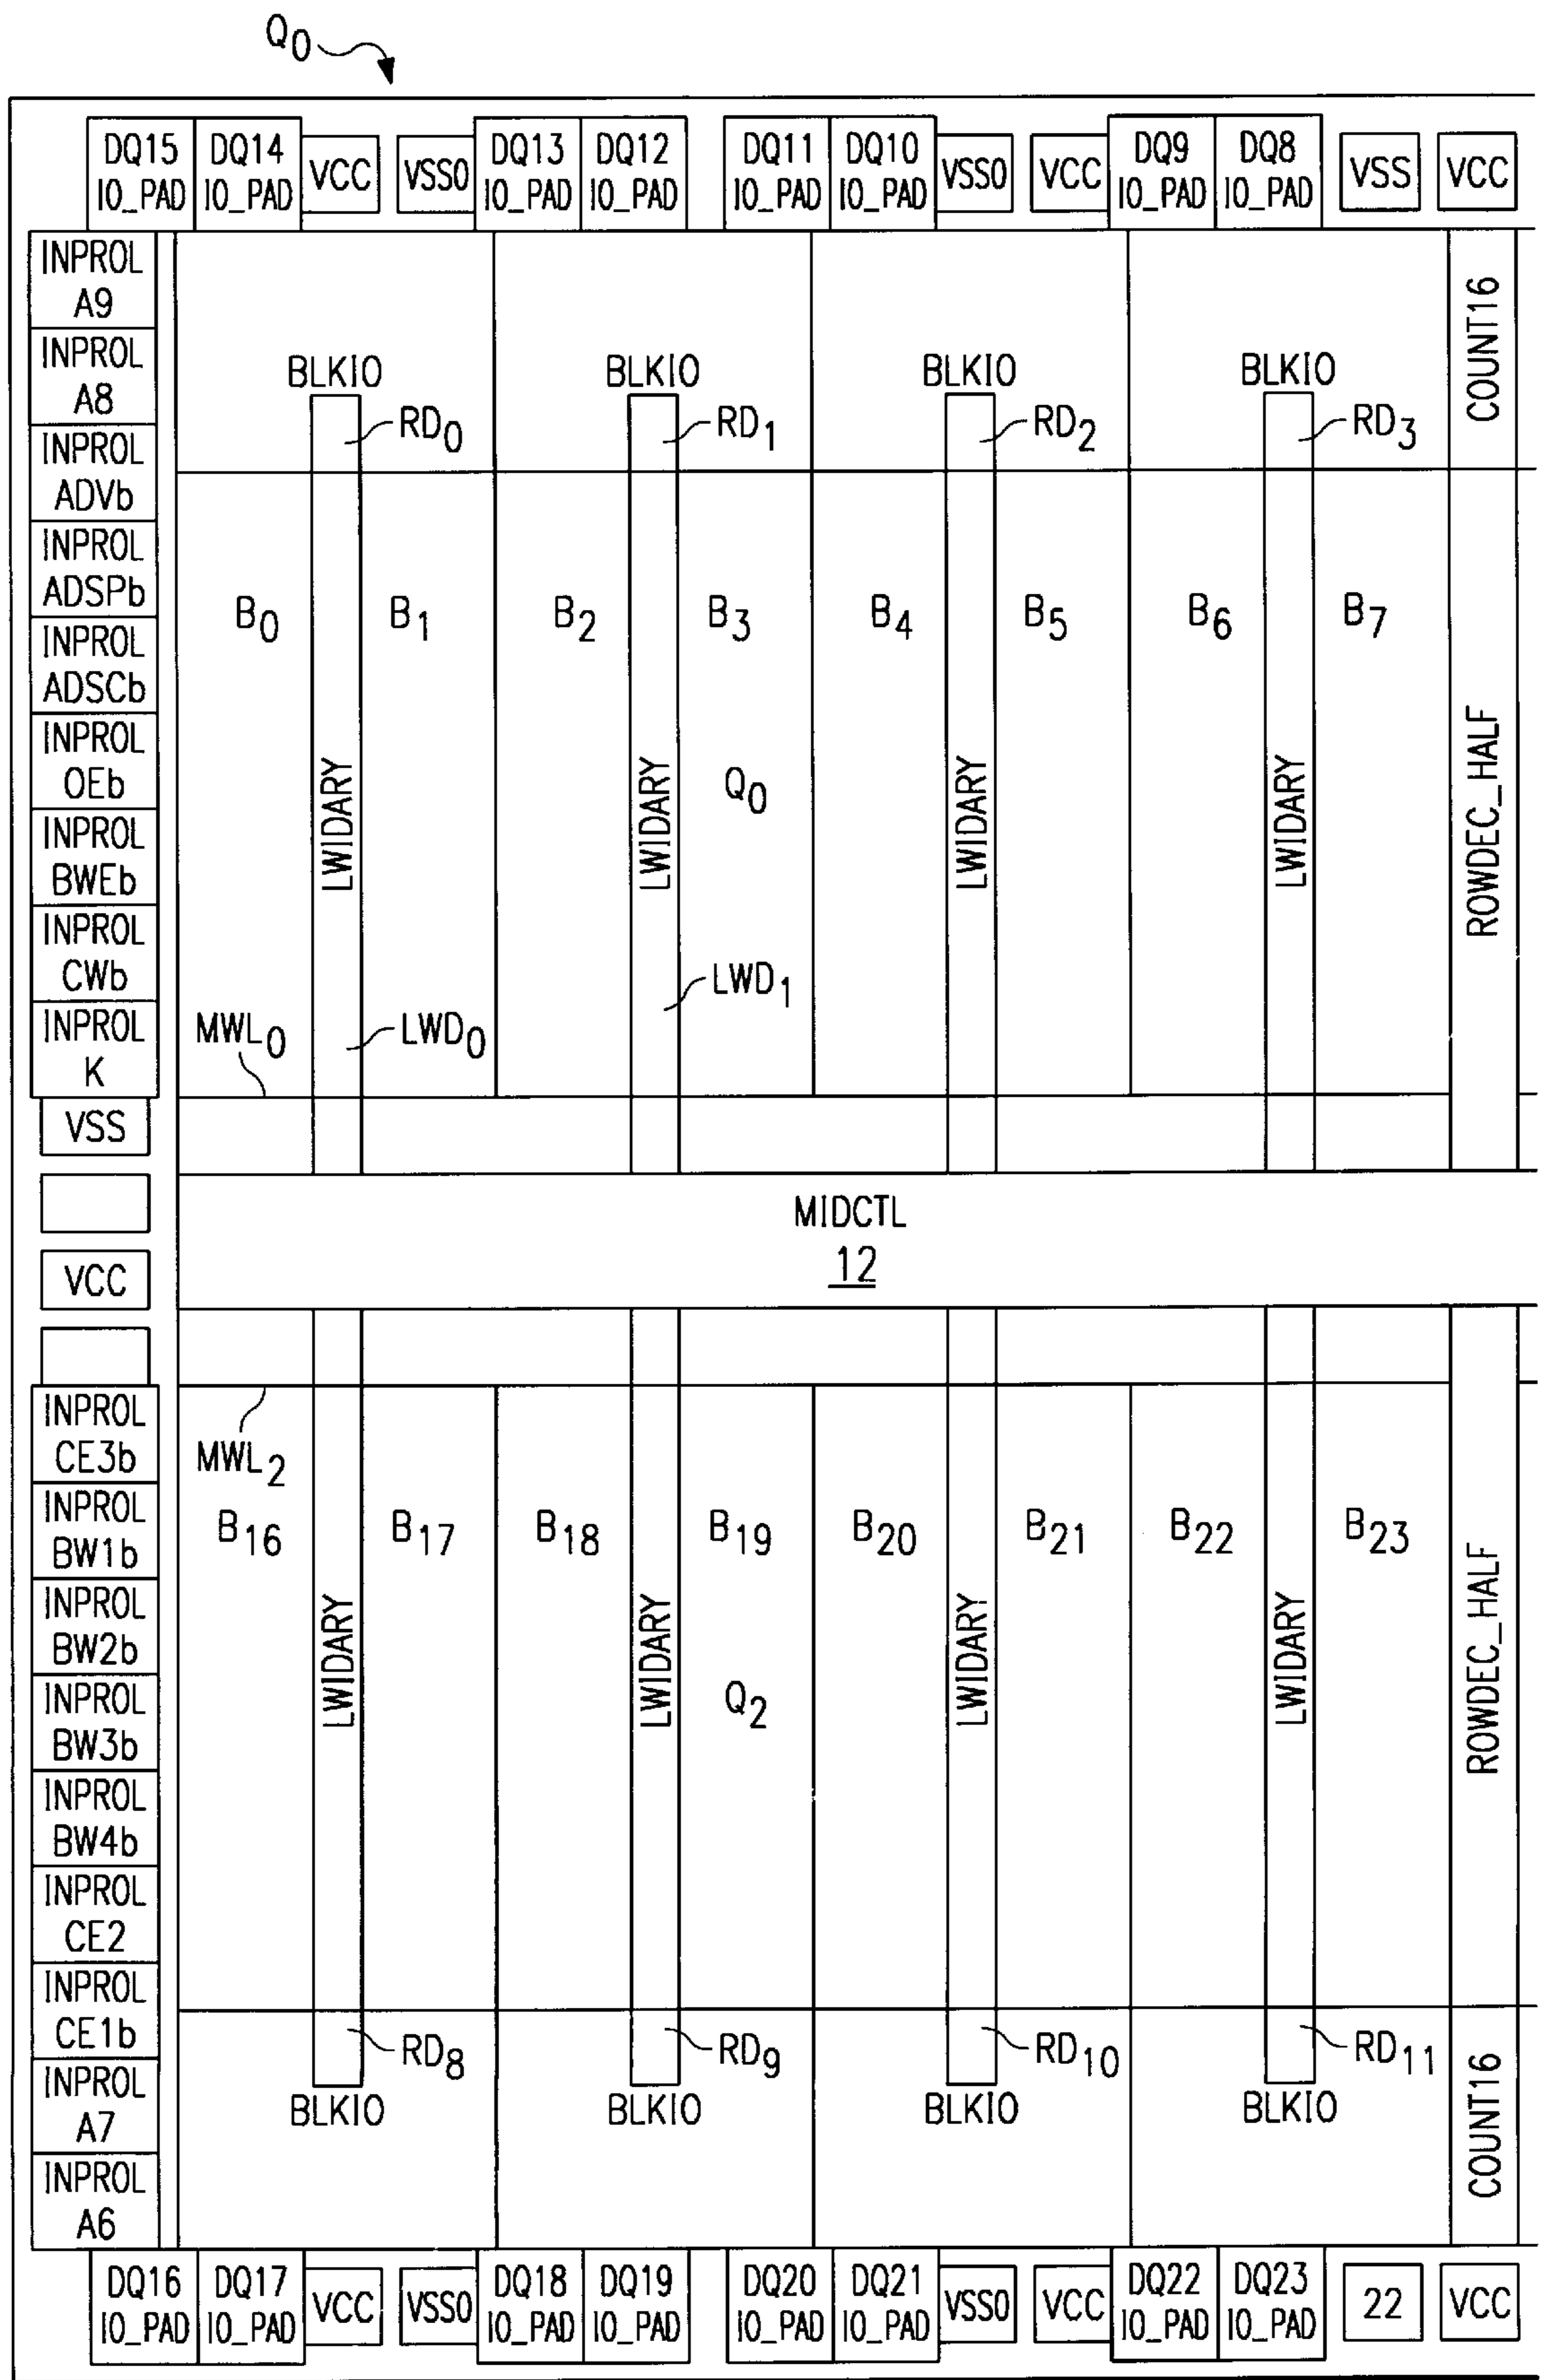 Q0
DQ15 IO_PAD
DQ14 IO_PAD
VCC
VSSO
DQ13 IO_PAD
DQ12 IO_PAD
DQ11 IO_PAD
DQ10 IO_PAD
VSSO
VCC
DQ9 IO_PAD
DQ8 IO_PAD
VSS
VCC
INPROL A9
INPROL A8
INPROL ADVb
INPROL ADSPb
INPROL ADSCb
INPROL OEb
INPROL BWEb
INPROL CWb
INPROL K
VSS
VCC
BLKIO
BLKIO
BLKIO
BLKIO
RD0
RD1
RD2
RD3
COUNT16
B0
B1
B2
B3
B4
B5
B6
B7
LWIDARY
LWIDARY
Q0
LWIDARY
LWIDARY
ROWDEC_HALF
LWD1
MWL0
LWD0
MIDCTL
12
INPROL CE3b
INPROL BW1b
INPROL BW2b
INPROL BW3b
INPROL BW4b
INPROL CE2
INPROL CE1b
INPROL A7
INPROL A6
MWL2
B16
B17
B18
B19
B20
B21
B22
B23
LWIDARY
LWIDARY
Q2
LWIDARY
LWIDARY
ROWDEC_HALF
RD8
RD9
RD10
RD11
BLKIO
BLKIO
BLKIO
BLKIO
COUNT16
DQ16 IO_PAD
DQ17 IO_PAD
VCC
VSSO
DQ18 IO_PAD
DQ19 IO_PAD
DQ20 IO_PAD
DQ21 IO_PAD
VSSO
VCC
DQ22 IO_PAD
DQ23 IO_PAD
22
VCC